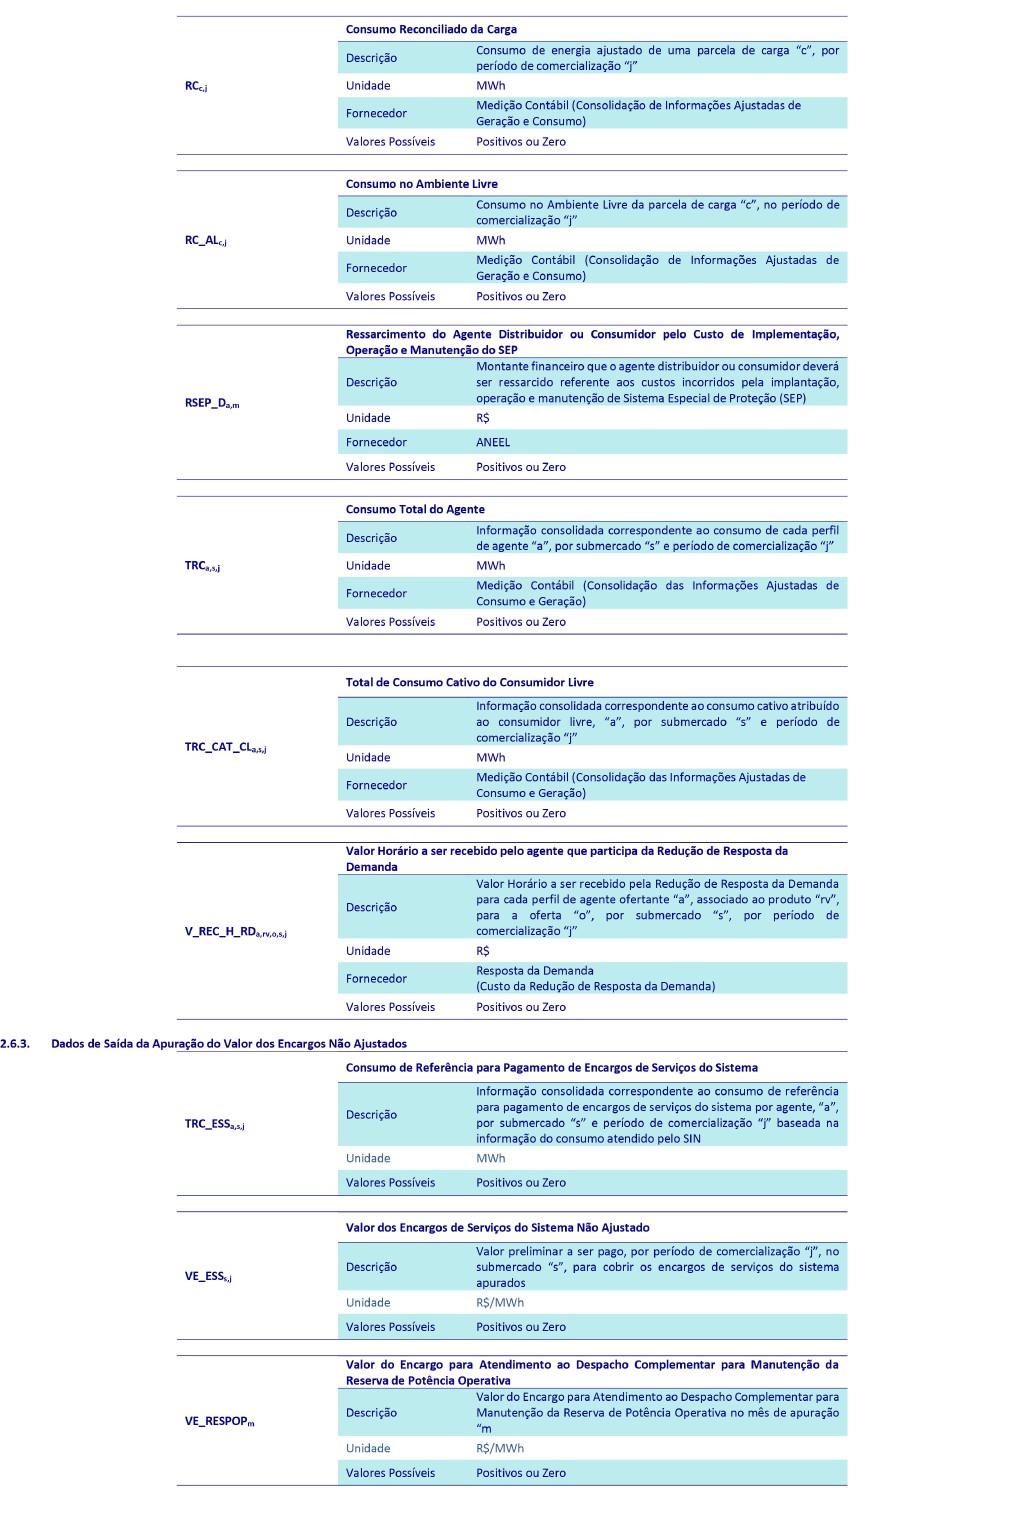 Consumo Reconciliado da Carga
Descrição
Consumo de energia ajustado de uma parcela de carga “c”, por
período de comercialização “j”
RCc,j
Unidade
MWh
Fornecedor
Medição Contábil (Consolidação de Informações Ajustadas de
Geração e Consumo)
Valores Possíveis
Positivos ou Zero
Consumo no Ambiente Livre
Descrição
Consumo no Ambiente Livre da parcela de carga “c”, no período de
comercialização “j”
RC_ALc,j
Unidade
MWh
Fornecedor
Medição Contábil (Consolidação de Informações Ajustadas de
Geração e Consumo)
Valores Possíveis
Positivos ou Zero
Ressarcimento do Agente Distribuidor ou Consumidor pelo Custo de Implementação,
Operação e Manutenção do SEP
Descrição
Montante financeiro que o agente distribuidor ou consumidor deverá
ser ressarcido referente aos custos incorridos pela implantação,
operação e manutenção de Sistema Especial de Proteção (SEP)
RSEP_Da,m
Unidade
R$
Fornecedor
ANEEL
Valores Possíveis
Positivos ou Zero
Consumo Total do Agente
Descrição
Informação consolidada correspondente ao consumo de cada perfil
de agente “a”, por submercado “s” e período de comercialização “j”
TRCa,s,j
Unidade
MWh
Fornecedor
Medição Contábil (Consolidação das Informações Ajustadas de
Consumo e Geração)
Valores Possíveis
Positivos ou Zero
Total de Consumo Cativo do Consumidor Livre
Descrição
Informação consolidada correspondente ao consumo cativo atribuído
ao consumidor livre, “a”, por submercado “s” e período de
comercialização “j”
TRC_CAT_CLa,s,j
Unidade
MWh
Fornecedor
Medição Contábil (Consolidação das Informações Ajustadas de
Consumo e Geração)
Valores Possíveis
Positivos ou Zero
Valor Horário a ser recebido pelo agente que participa da Redução de Resposta da
Demanda
Descrição
Valor Horário a ser recebido pela Redução de Resposta da Demanda
para cada perfil de agente ofertante “a”, associado ao produto “rv”,
para a oferta “o”, por submercado “s”, por período de
comercialização “j”
V_REC_H_RDa,rv,o,s,j
Unidade
R$
Fornecedor
Resposta da Demanda
(Custo da Redução de Resposta da Demanda)
Valores Possíveis
Positivos ou Zero
2.6.3. Dados de Saída da Apuração do Valor dos Encargos Não Ajustados
Consumo de Referência para Pagamento de Encargos de Serviços do Sistema
Descrição
Informação consolidada correspondente ao consumo de referência
para pagamento de encargos de serviços do sistema por agente, “a”,
por submercado “s” e período de comercialização “j” baseada na
informação do consumo atendido pelo SIN
TRC_ESSa,s,j
Unidade
MWh
Valores Possíveis
Positivos ou Zero
Valor dos Encargos de Serviços do Sistema Não Ajustado
Descrição
Valor preliminar a ser pago, por período de comercialização “j”, no
submercado “s”, para cobrir os encargos de serviços do sistema
apurados
VE_ESSs,j
Unidade
R$/MWh
Valores Possíveis
Positivos ou Zero
Valor do Encargo para Atendimento ao Despacho Complementar para Manutenção da
Reserva de Potência Operativa
Descrição
Valor do Encargo para Atendimento ao Despacho Complementar para
Manutenção da Reserva de Potência Operativa no mês de apuração
“m
VE_RESPOPm
Unidade
R$/MWh
Valores Possíveis
Positivos ou Zero